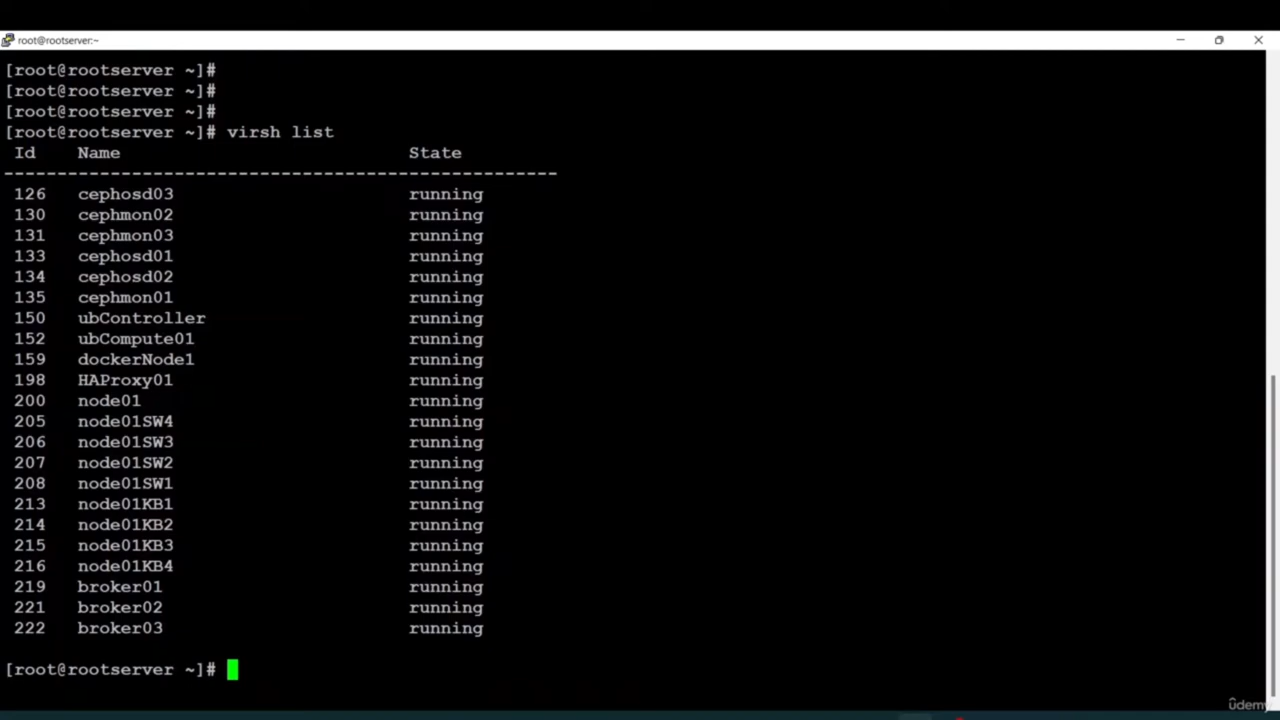 root@rootserver:~
[root@rootserver ~]#
[root@rootserver ~]#
[root@rootserver ~]#
[root@rootserver ~]# virsh list
Id Name State
----------------------------------------------------
126 cephosd03 running
130 cephmon02 running
131 cephmon03 running
133 cephosd01 running
134 cephosd02 running
135 cephmon01 running
150 ubController running
152 ubCompute01 running
159 dockerNode1 running
198 HAProxy01 running
200 node01 running
205 node01SW4 running
206 node01SW3 running
207 node01SW2 running
208 node01SW1 running
213 node01KB1 running
214 node01KB2 running
215 node01KB3 running
216 node01KB4 running
219 broker01 running
221 broker02 running
222 broker03 running
[root@rootserver ~]#
ûdemy